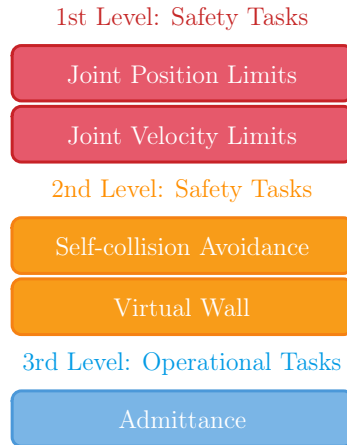 1st Level: Safety Tasks
Joint Position Limits
Joint Velocity Limits
2nd Level: Safety Tasks
Self-collision Avoidance
Virtual Wall
3rd Level: Operational Tasks
Admittance